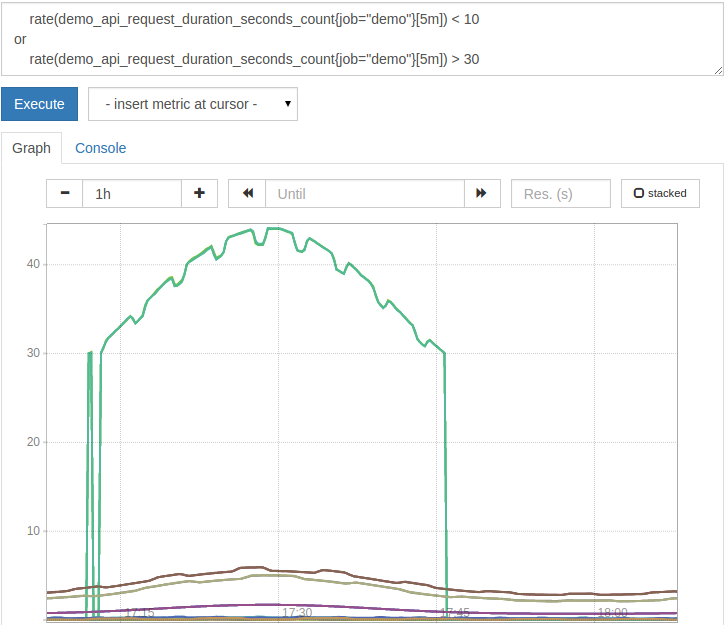 rate(demo_api_request_duration_seconds_count{job="demo"}[5m]) < 10
or
rate(demo_api_request_duration_seconds_count{job="demo"}[5m]) > 30
Execute
- insert metric at cursor -
Graph
Console
1h
Until
Res. (s)
stacked
40
30
20
10
17:15
17:30
17:45
18:00